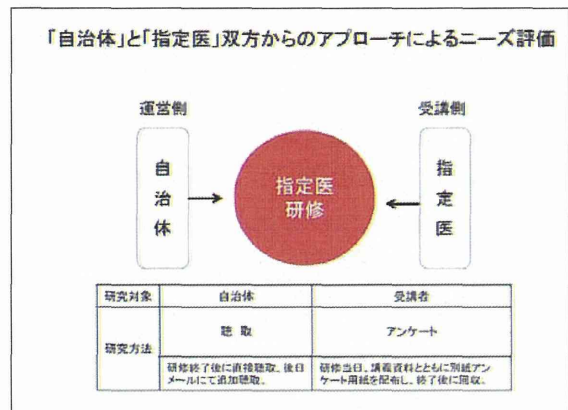 「自治体」と「指定医」双方からのアプローチによるニーズ評価
運営側
受講側
自治体
指定医研修
指定医
研究対象
自治体
受講者
研究方法
聴 取
アンケート
研修終了後に直接聴取、後日
メールにて追加聴取。
研修当日、講義資料とともに別紙アン
ケート用紙を配布し、終了後に回収。